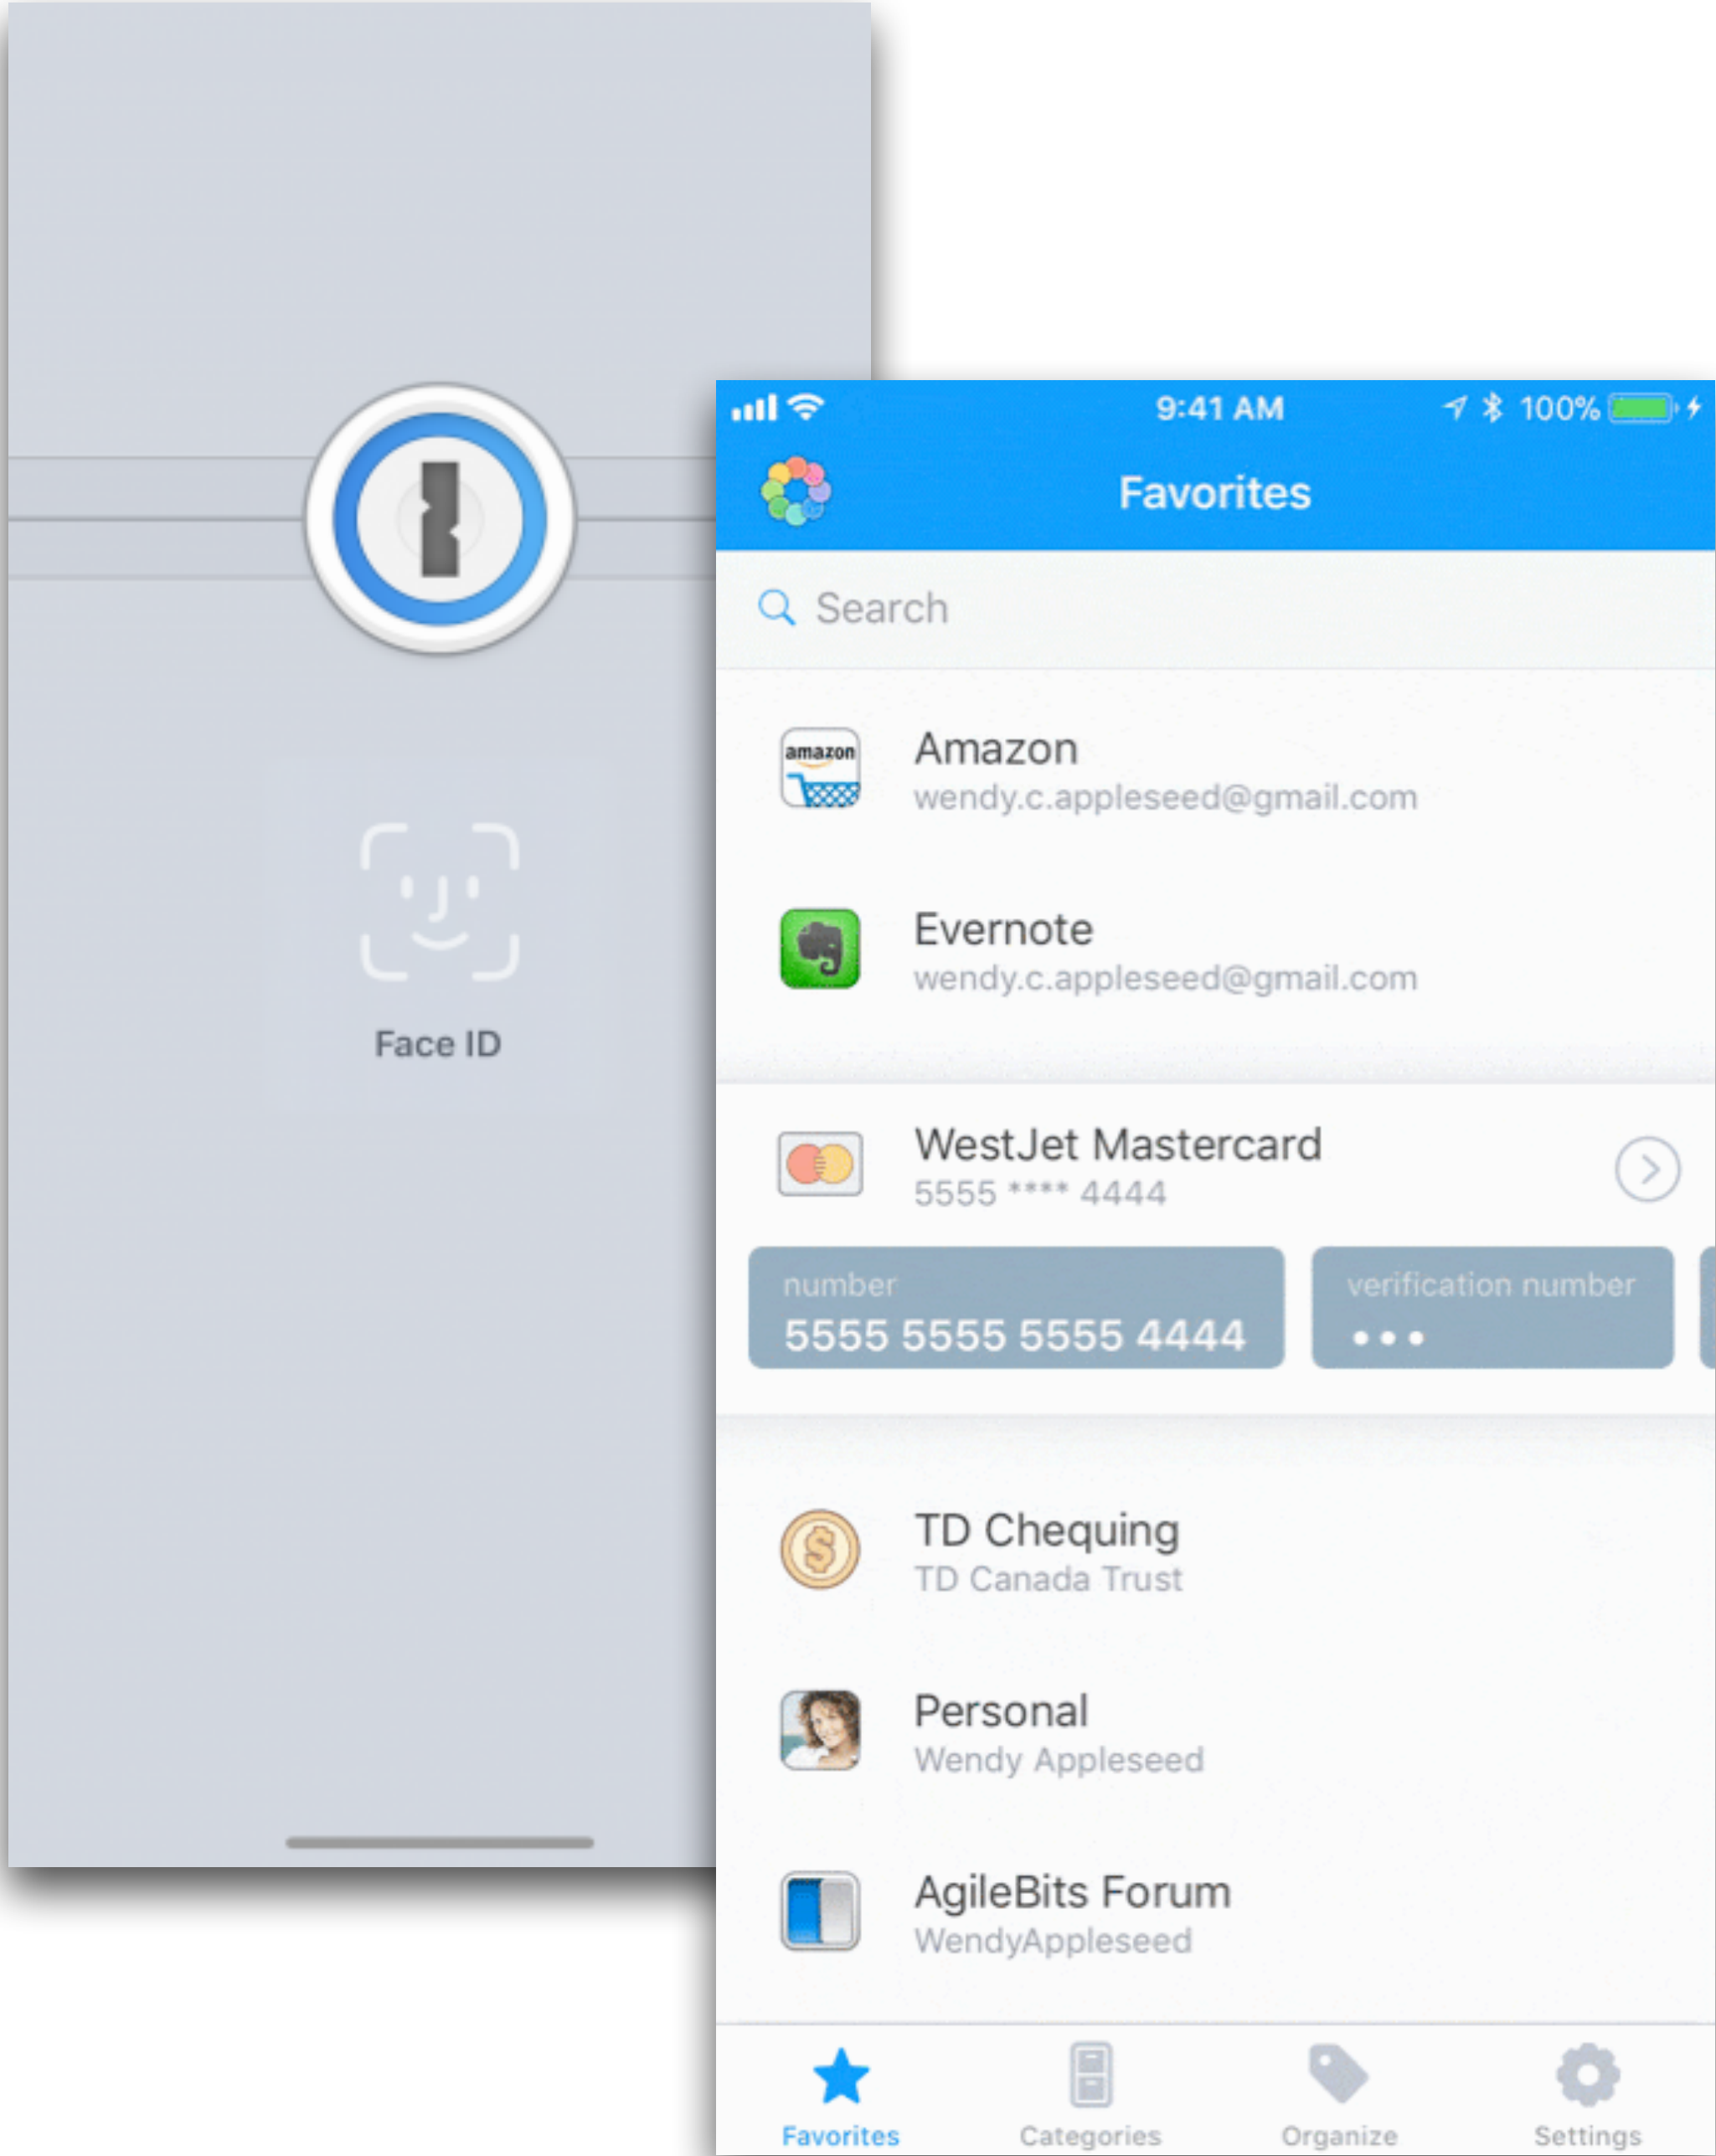 Face ID
9:41 AM
100%
Favorites
Search
amazon
Amazon
wendy.c.appleseed@gmail.com
Evernote
wendy.c.appleseed@gmail.com
WestJet Mastercard
5555 **** 4444
number
verification number
5555 5555 5555 4444
•••
TD Chequing
TD Canada Trust
Personal
Wendy Appleseed
AgileBits Forum
WendyAppleseed
Favorites
Categories
Organize
Settings